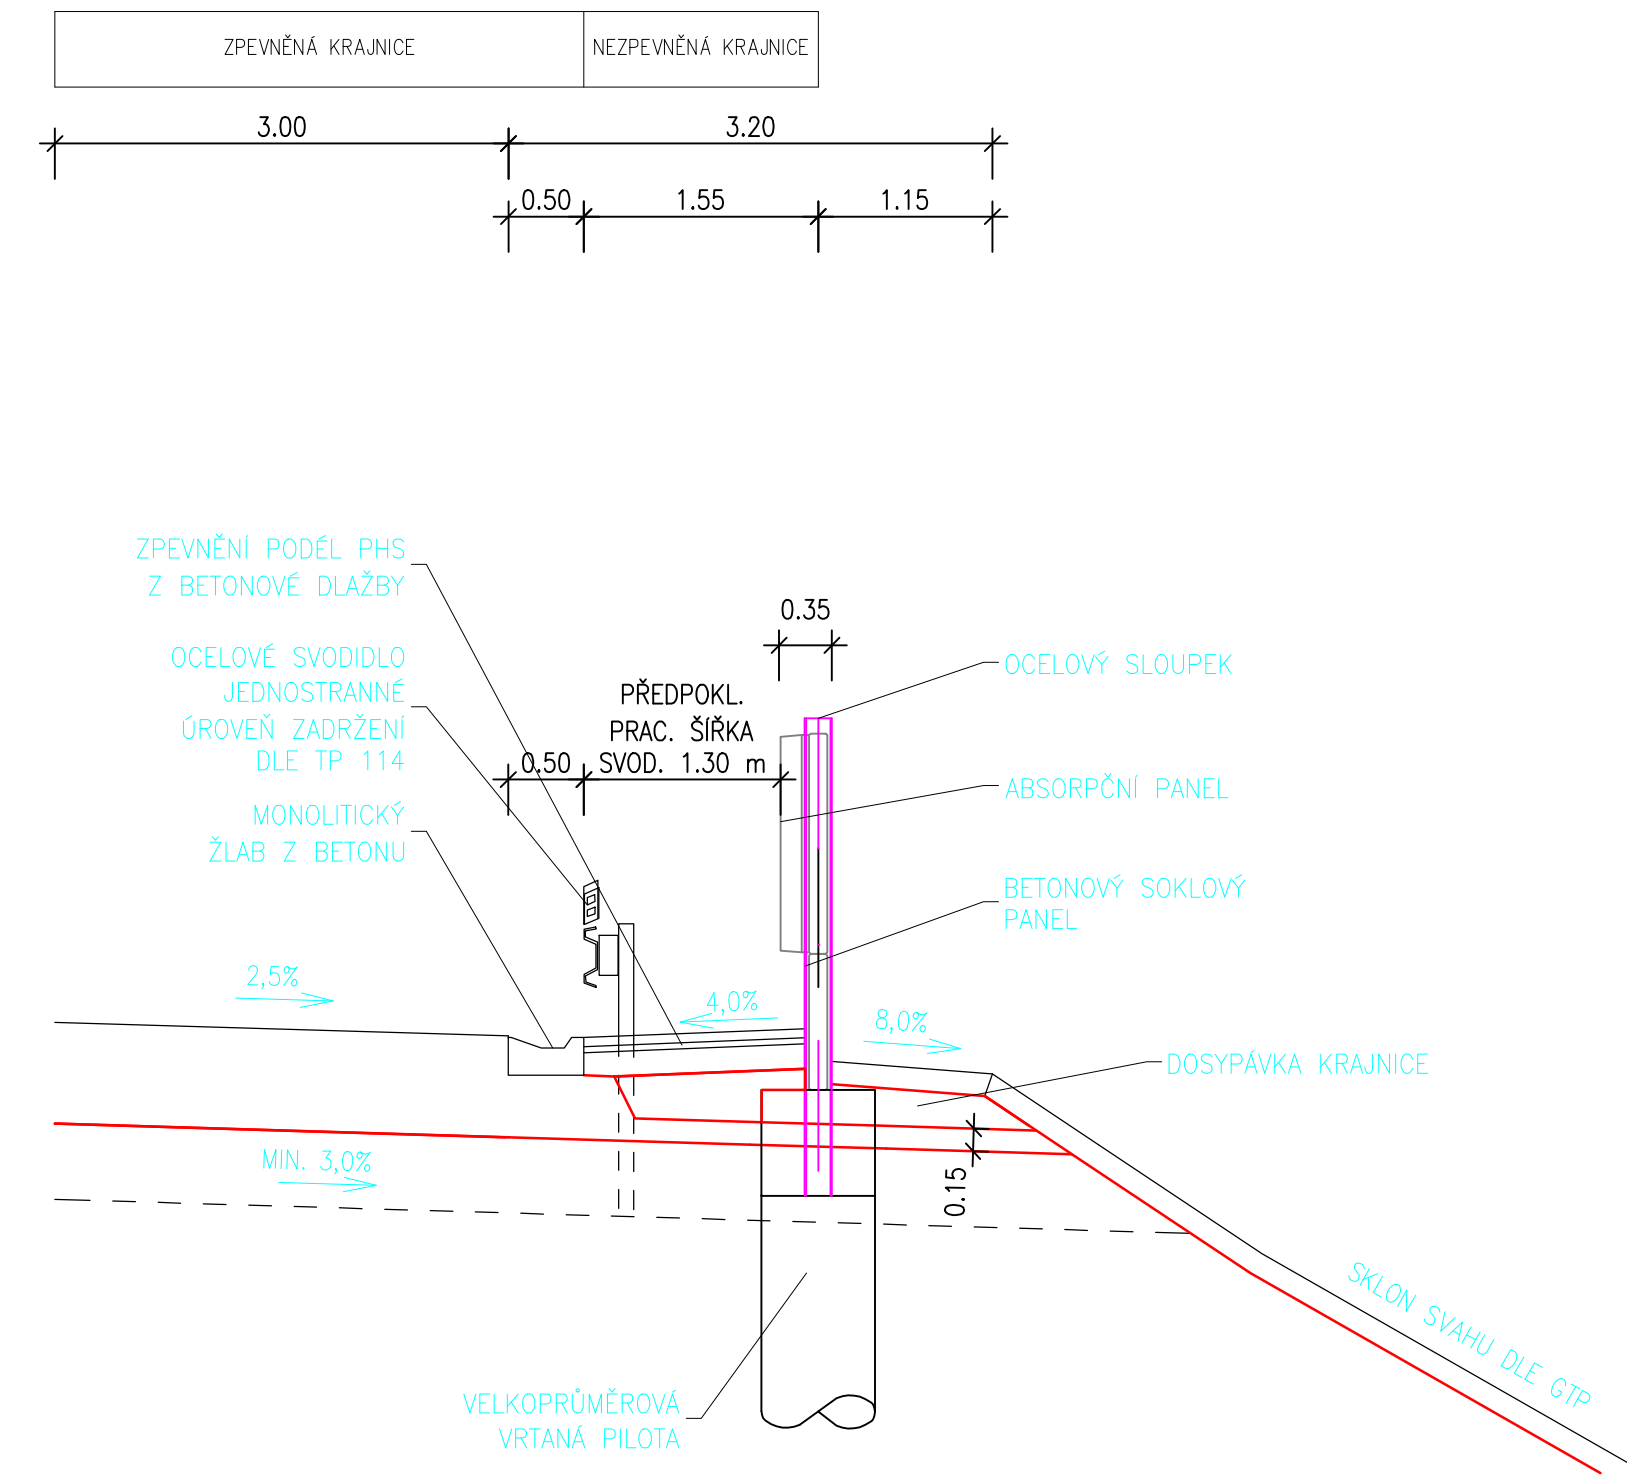 ZPEVNĚNÁ KRAJNICE
NEZPEVNĚNÁ KRAJNICE
3.00
3.20
0.50
1.55
1.15
ZPEVNĚNÍ PODÉL PHS
Z BETONOVÉ DLAŽBY
0.35
OCELOVÉ SVODIDLO
JEDNOSTRANNÉ
ÚROVEŇ ZADRŽENÍ
DLE TP 114
OCELOVÝ SLOUPEK
PŘEDPOKL.
PRAC. ŠÍŘKA
SVOD. 1.30 m
0.50
ABSORPČNÍ PANEL
MONOLITICKÝ
ŽLAB Z BETONU
BETONOVÝ SOKLOVÝ
PANEL
2,5%
4,0%
8,0%
DOSYPÁVKA KRAJNICE
MIN. 3,0%
0.15
SKLON SVAHU DLE GTP
VELKOPRŮMĚROVÁ
VRTANÁ PILOTA